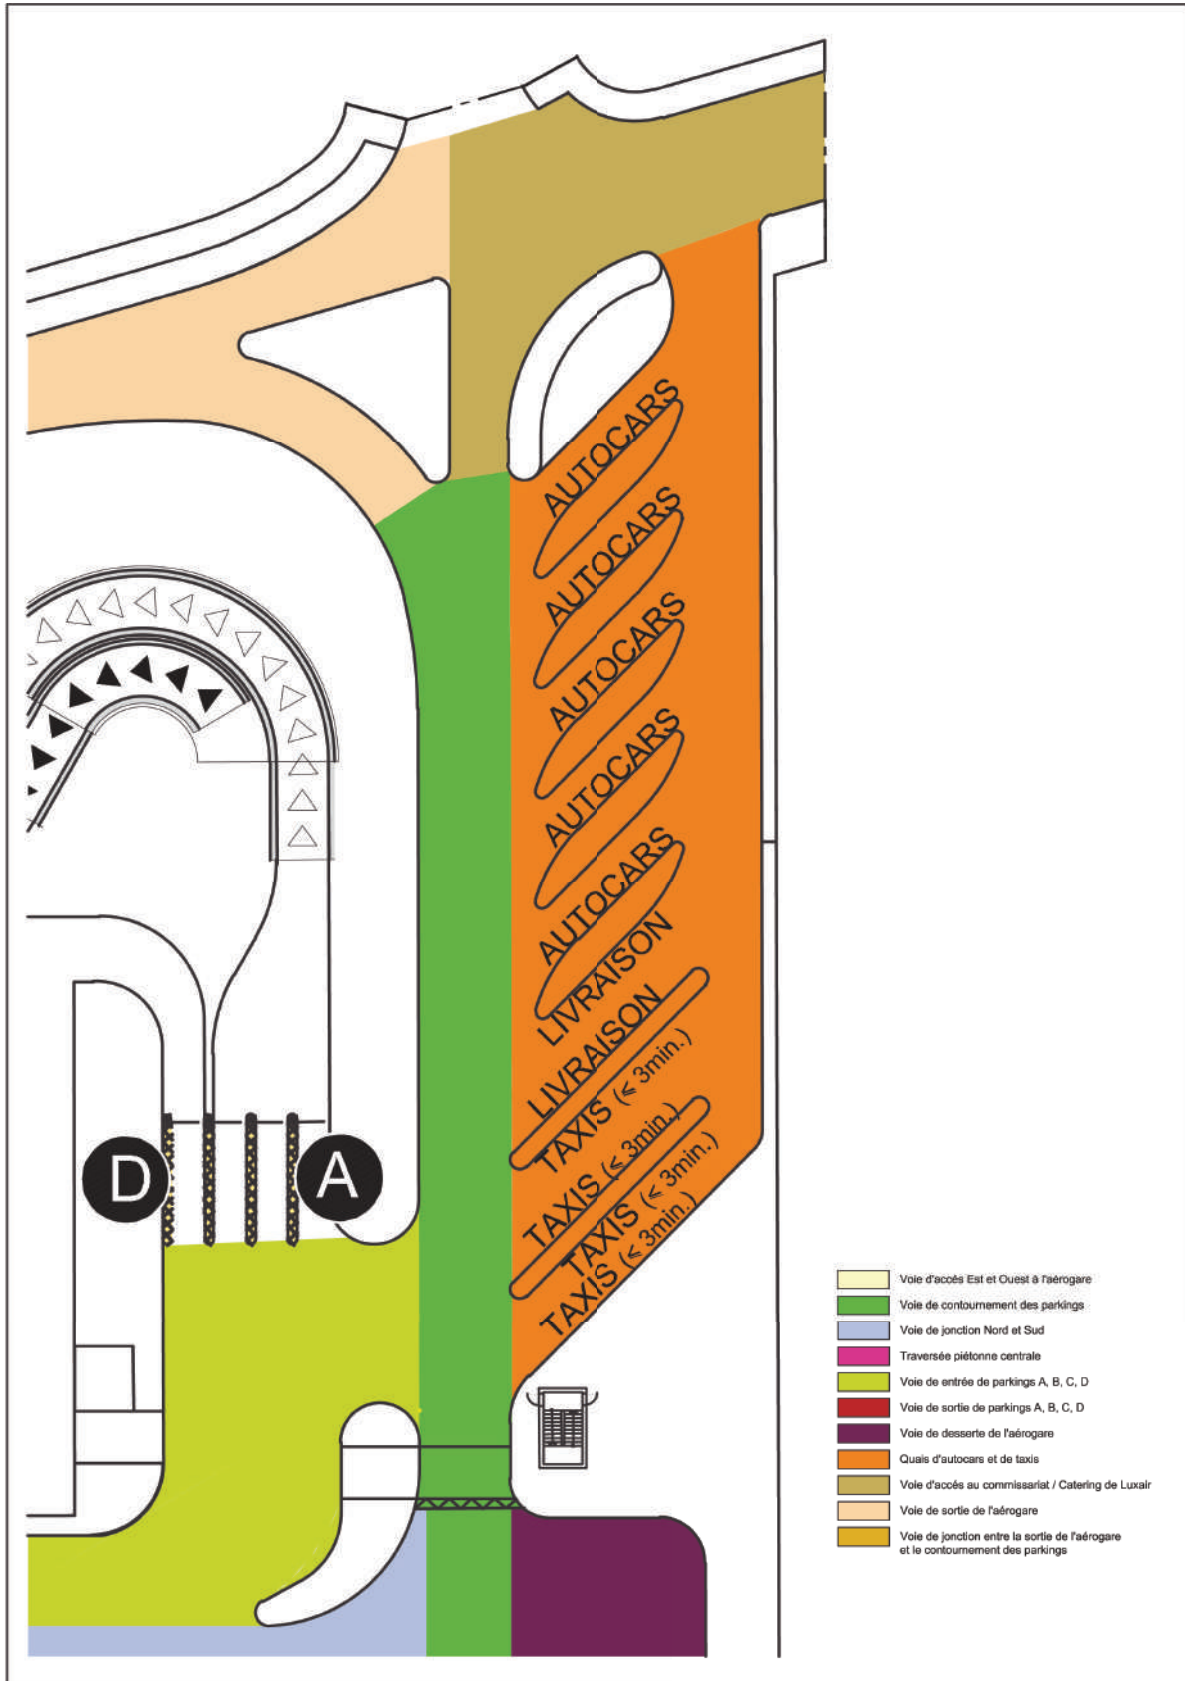 AUTOCARS
AUTOCARS
AUTOCARS
AUTOCARS
AUTOCARS
LIVRAISON
LIVRAISON
TAXIS (≤ 3min.)
TAXIS (≤ 3min.)
TAXIS (≤ 3min.)
TAXIS (≤ 3min.)
D
A
Voie d'accès Est et Ouest à l'aérogare
Voie de contournement des parkings
Voie de jonction Nord et Sud
Traversée piétonne centrale
Voie de entrée de parkings A, B, C, D
Voie de sortie de parkings A, B, C, D
Voie de desserte de l'aérogare
Quais d'autocars et de taxis
Voie d'accés au commissariat / Catering de Luxair
Voie de sortie de l'aérogare
Voie de jonction entre la sortie de l'aérogare
et le contournement des parkings